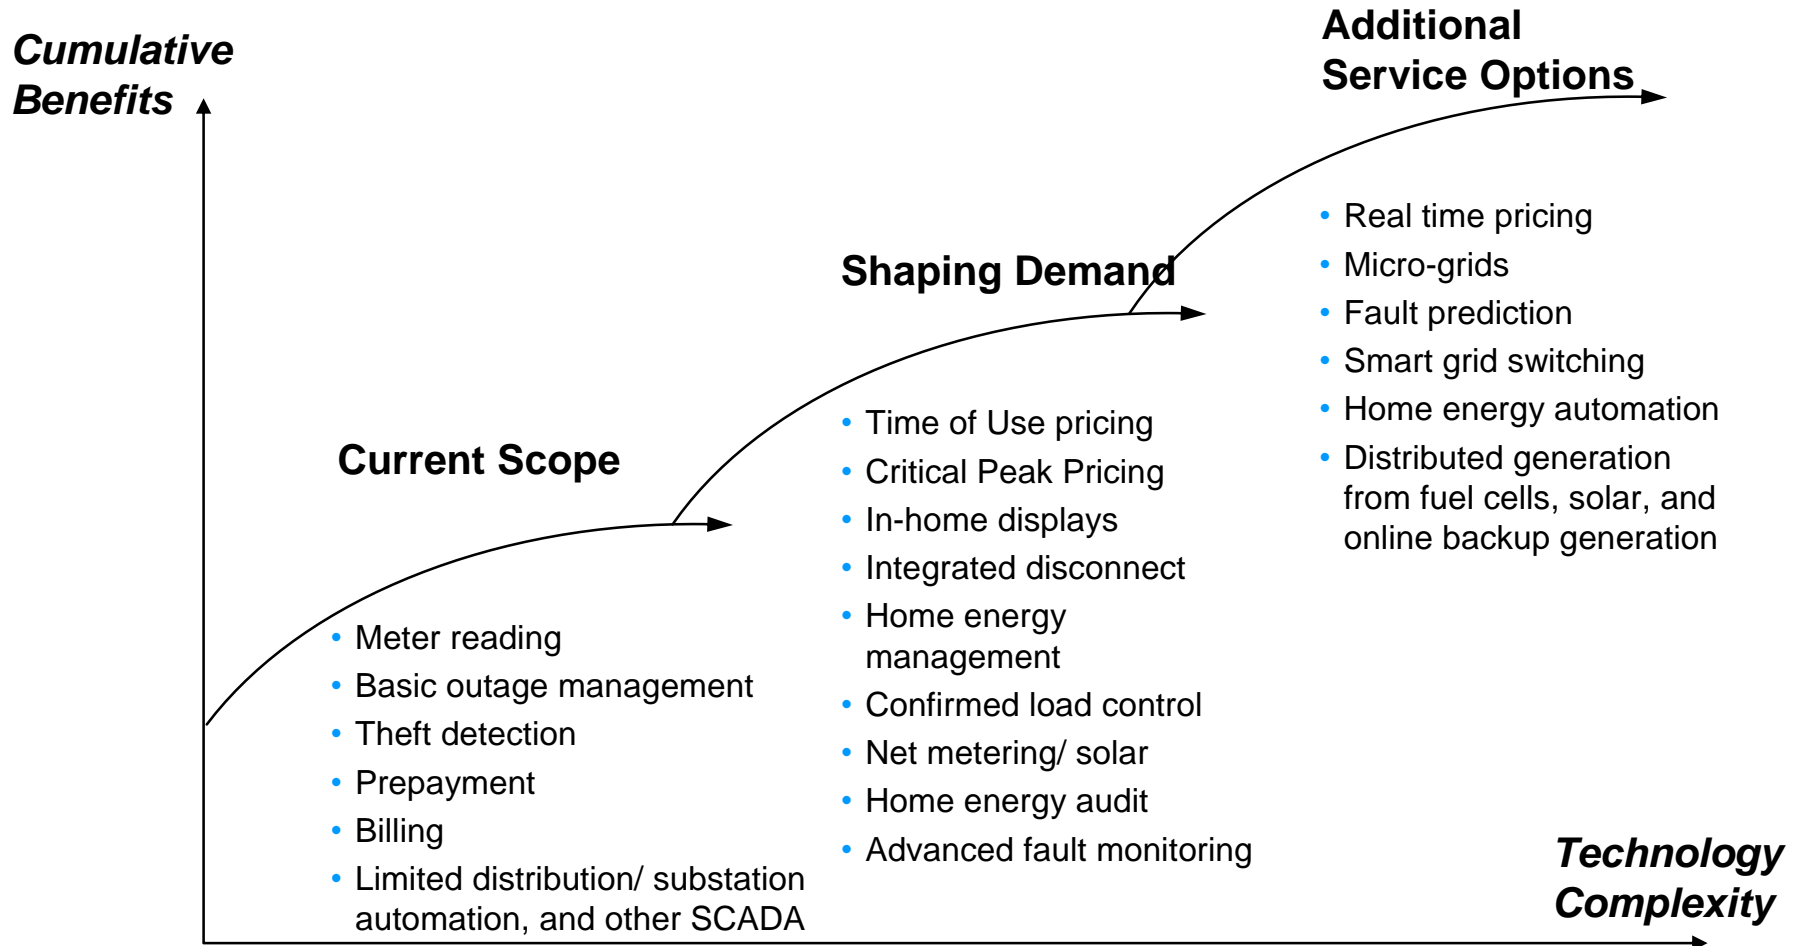 Cumulative
Benefits
Additional
Service Options
Shaping Demand
Current Scope
• Meter reading
• Basic outage management
• Theft detection
• Prepayment
• Billing
• Limited distribution/ substation
automation, and other SCADA
• Time of Use pricing
• Critical Peak Pricing
• In-home displays
• Integrated disconnect
• Home energy
management
• Confirmed load control
• Net metering/ solar
• Home energy audit
• Advanced fault monitoring
• Real time pricing
• Micro-grids
• Fault prediction
• Smart grid switching
• Home energy automation
• Distributed generation
from fuel cells, solar, and
online backup generation
Technology
Complexity